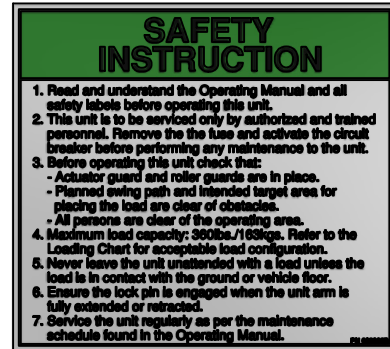 SAFETY
INSTRUCTION
1. Read and understand the Operating Manual and all
safety labels before operating this unit.
2. This unit is to be serviced only by authorized and trained
personnel. Remove the the fuse and activate the circuit
breaker before performing any maintenance to the unit.
3. Before operating this unit check that:
- Actuator guard and roller guards are in place.
- Planned swing path and intended target area for
placing the load are clear of obstacles.
- All persons are clear of the operating area.
4. Maximum load capacity: 360lbs./163kgs. Refer to the
Loading Chart for acceptable load configuration.
5. Never leave the unit unattended with a load unless the
load is in contact with the ground or vehicle floor.
6. Ensure the lock pin is engaged when the unit arm is
fully extended or retracted.
7. Service the unit regularly as per the maintenance
schedule found in the Operating Manual.